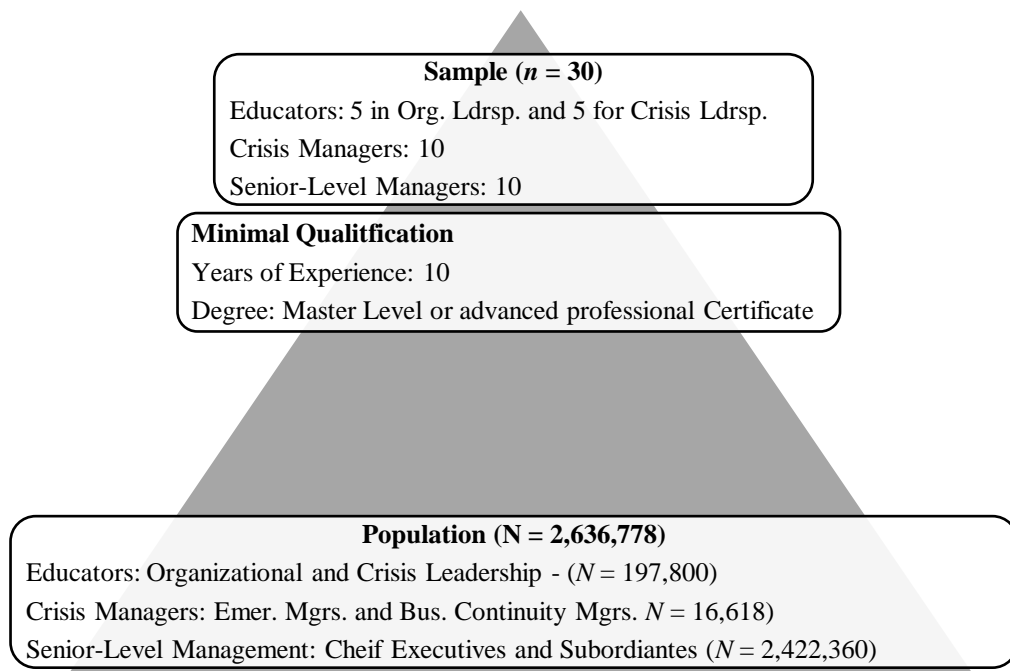 Sample (n = 30)
Educators: 5 in Org. Ldrsp. and 5 for Crisis Ldrsp.
Crisis Managers: 10
Senior-Level Managers: 10
Minimal Qualitfication
Years of Experience: 10
Degree: Master Level or advanced professional Certificate
Population (N = 2,636,778)
Educators: Organizational and Crisis Leadership - (N = 197,800)
Crisis Managers: Emer. Mgrs. and Bus. Continuity Mgrs. N = 16,618)
Senior-Level Management: Cheif Executives and Subordiantes (N = 2,422,360)